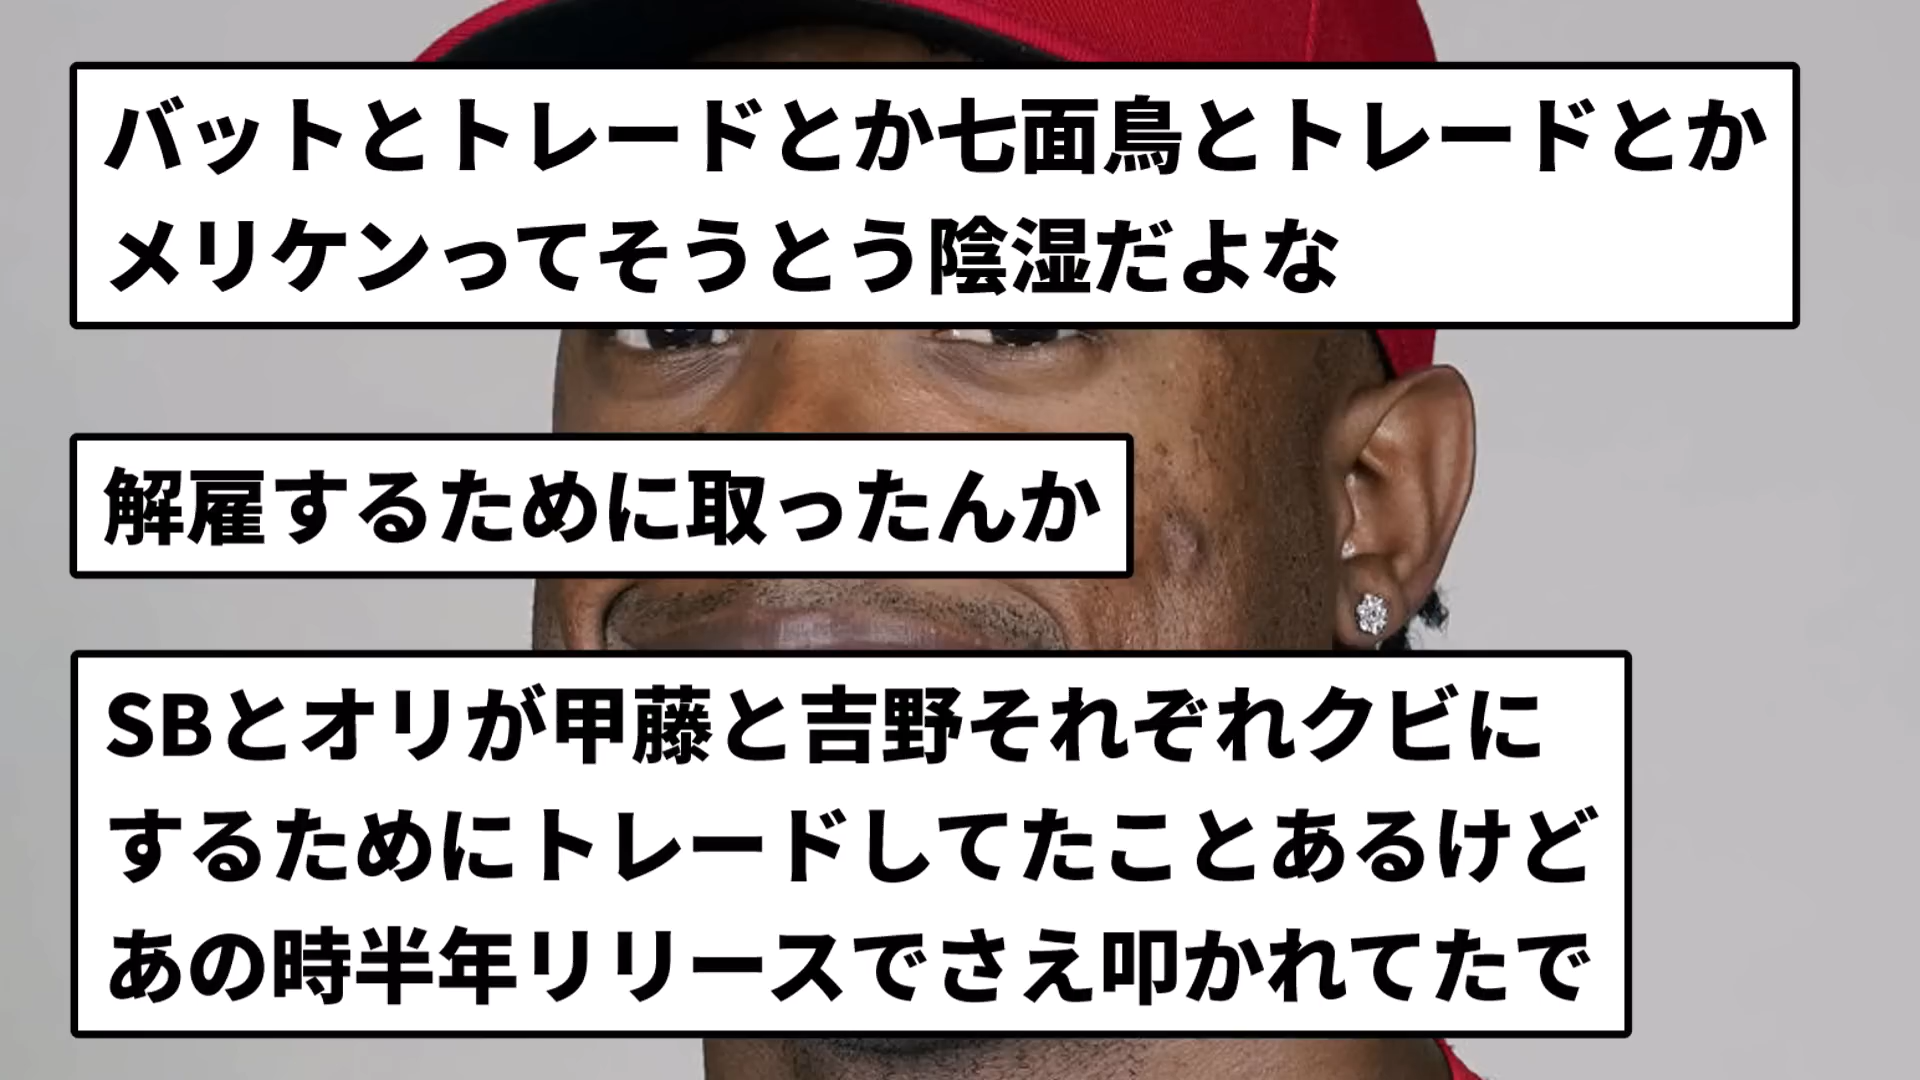 バットとトレードとか七面鳥とトレードとか
メリケンってそうとう陰湿だよな
解雇するために取ったんか
SBとオリが甲藤と吉野それぞれクビに
するためにトレードしてたことあるけど
あの時半年リリースでさえ叩かれてたで